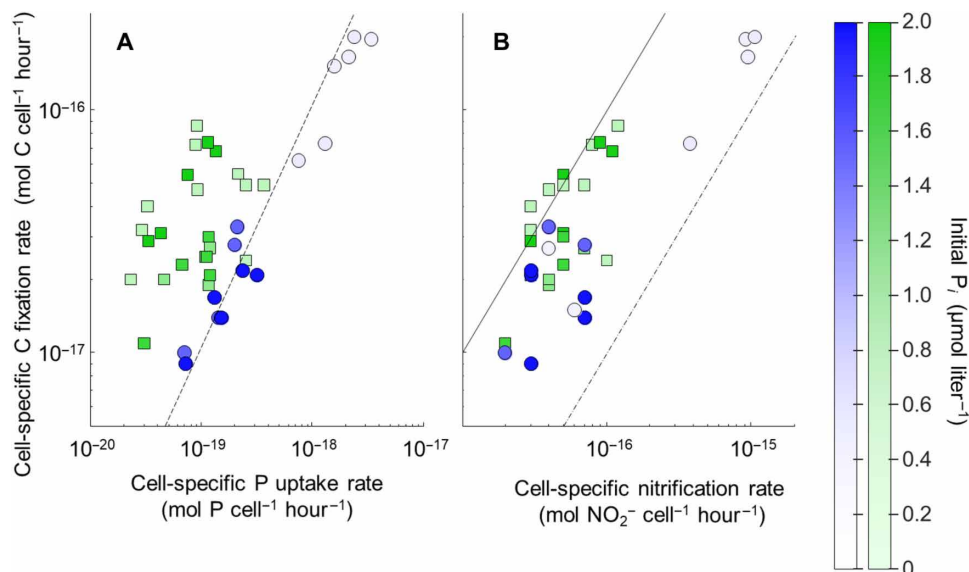 A
B
Cell-specific C fixation rate (mol C cell⁻¹ hour⁻¹)
10⁻¹⁶
10⁻¹⁷
10⁻²⁰ 10⁻¹⁹ 10⁻¹⁸ 10⁻¹⁷
Cell-specific P uptake rate
(mol P cell⁻¹ hour⁻¹)
10⁻¹⁶ 10⁻¹⁵
Cell-specific nitrification rate
(mol NO₂⁻ cell⁻¹ hour⁻¹)
2.0
1.8
1.6
1.4
1.2
1.0
0.8
0.6
0.4
0.2
0
Initial Pᵢ (μmol liter⁻¹)